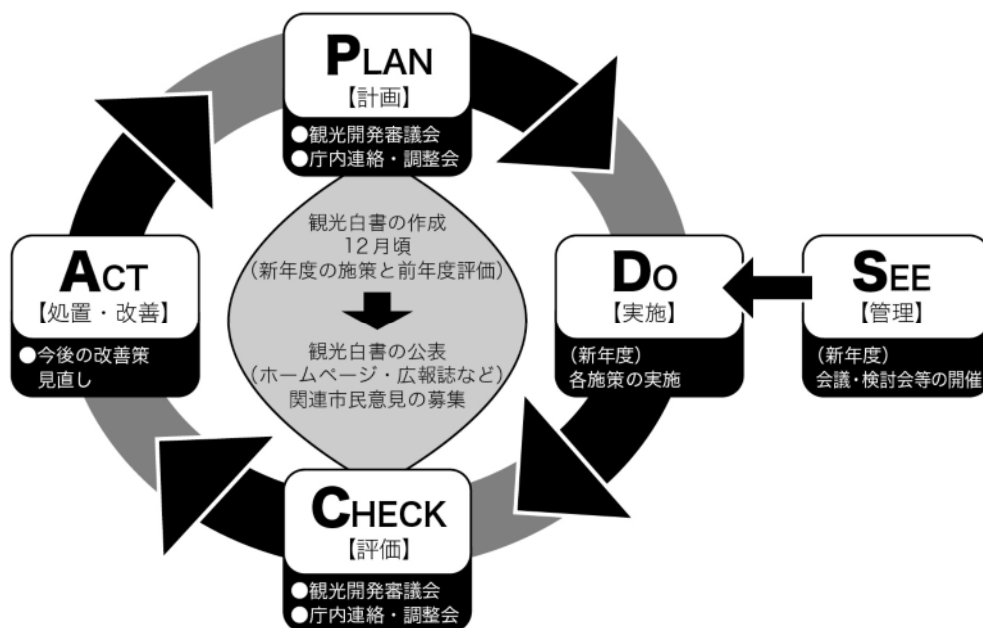 PLAN
【計画】
●観光開発審議会
●庁内連絡・調整会
観光白書の作成
12月頃
(新年度の施策と前年度評価)
観光白書の公表
(ホームページ・広報誌など)
関連市民意見の募集
ACT
【処置・改善】
●今後の改善策
見直し
DO
【実施】
(新年度)
各施策の実施
SEE
【管理】
(新年度)
会議・検討会等の開催
CHECK
【評価】
●観光開発審議会
●庁内連絡・調整会